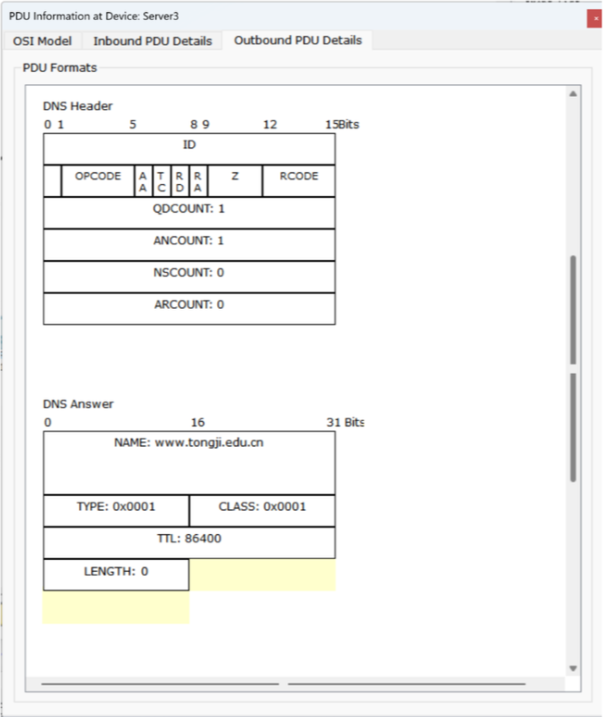 PDU Information at Device: Server3
OSI Model Inbound PDU Details Outbound PDU Details
PDU Formats
DNS Header
0 1 5 8 9 12 15Bits
ID
OPCODE AA TC RD RA Z RCODE
QDCOUNT: 1
ANCOUNT: 1
NSCOUNT: 0
ARCOUNT: 0
DNS Answer
0 16 31 Bits
NAME: www.tongji.edu.cn
TYPE: 0x0001 CLASS: 0x0001
TTL: 86400
LENGTH: 0